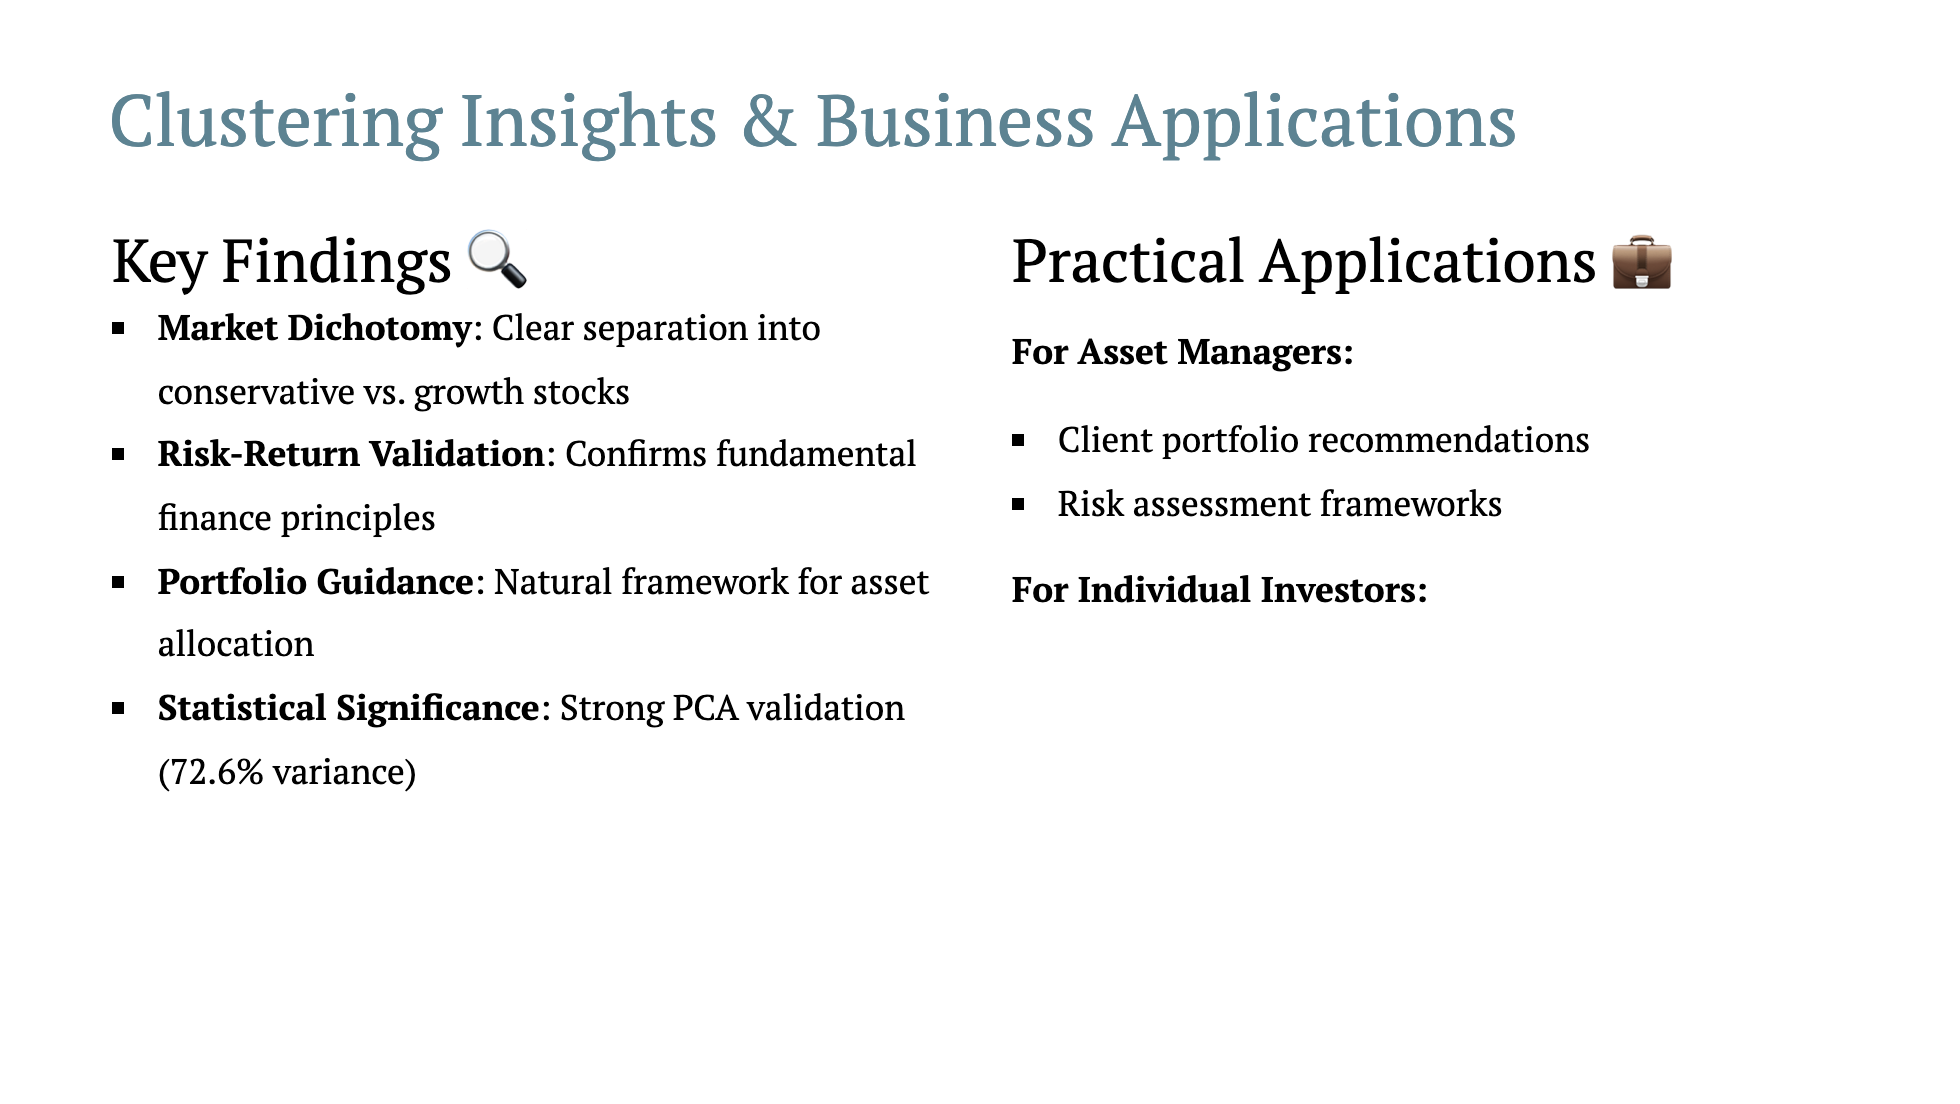 Clustering Insights & Business Applications
Key Findings 🔍
▪ Market Dichotomy: Clear separation into
conservative vs. growth stocks
▪ Risk-Return Validation: Confirms fundamental
finance principles
▪ Portfolio Guidance: Natural framework for asset
allocation
▪ Statistical Significance: Strong PCA validation
(72.6% variance)
Practical Applications 💼
For Asset Managers:
▪ Client portfolio recommendations
▪ Risk assessment frameworks
For Individual Investors: